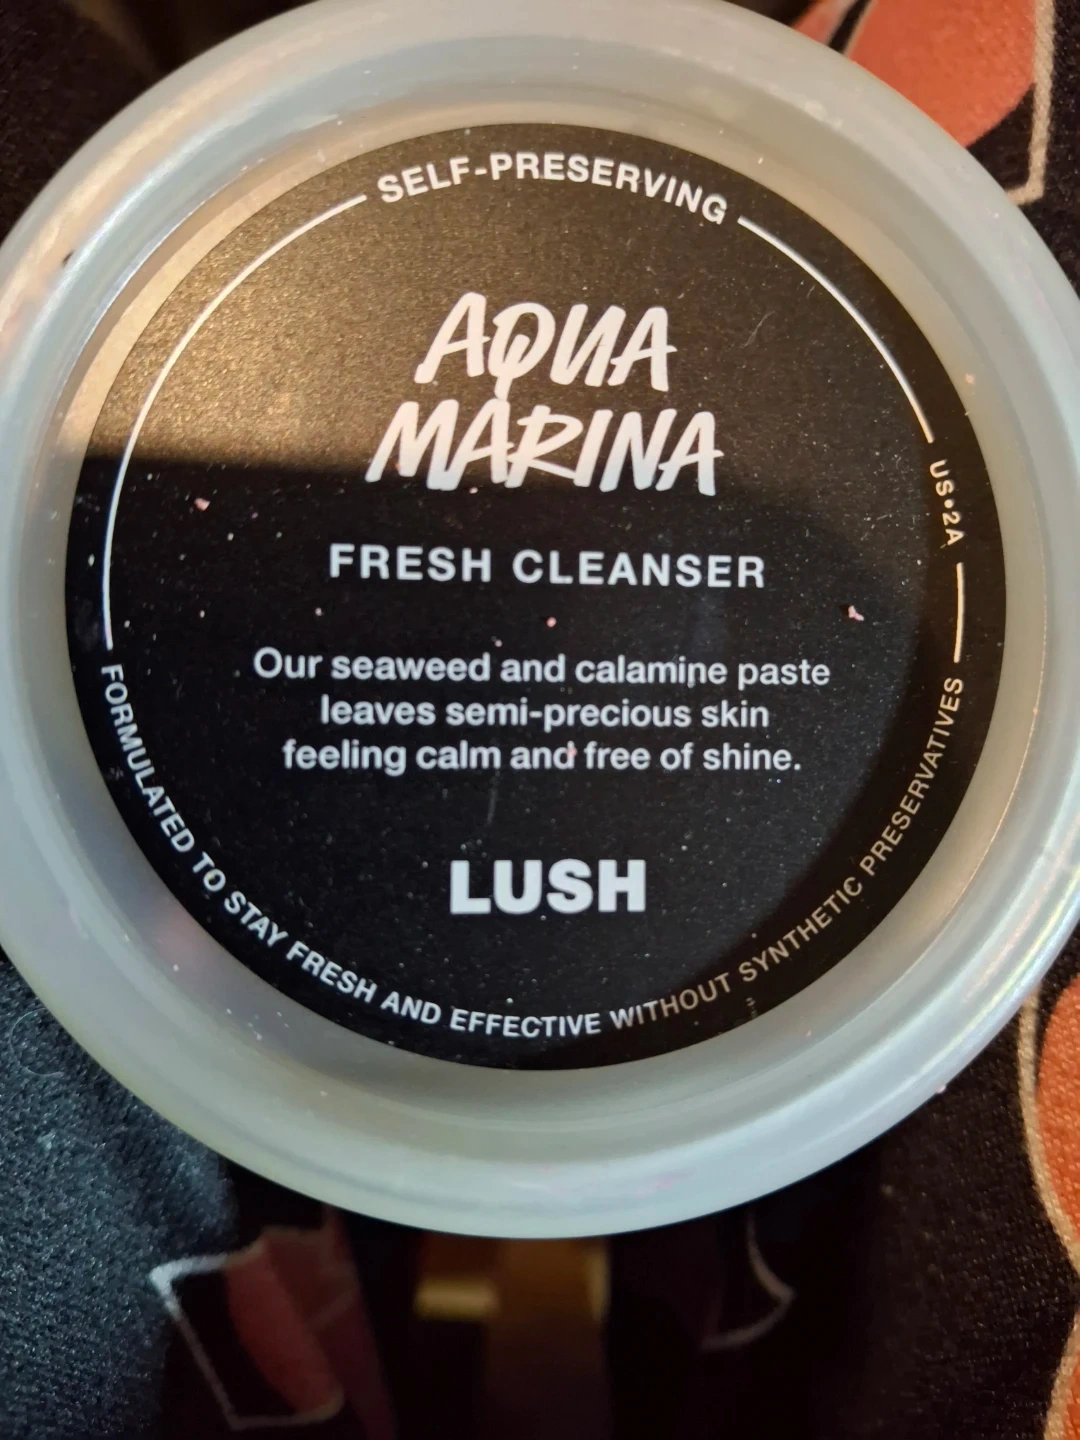 SELF-PRESERVING
AQUA
MARINA
US•2A
FRESH CLEANSER
Our seaweed and calamine paste
leaves semi-precious skin
feeling calm and free of shine.
LUSH
FORMULATED TO STAY FRESH AND EFFECTIVE WITHOUT SYNTHETIC PRESERVATIVES